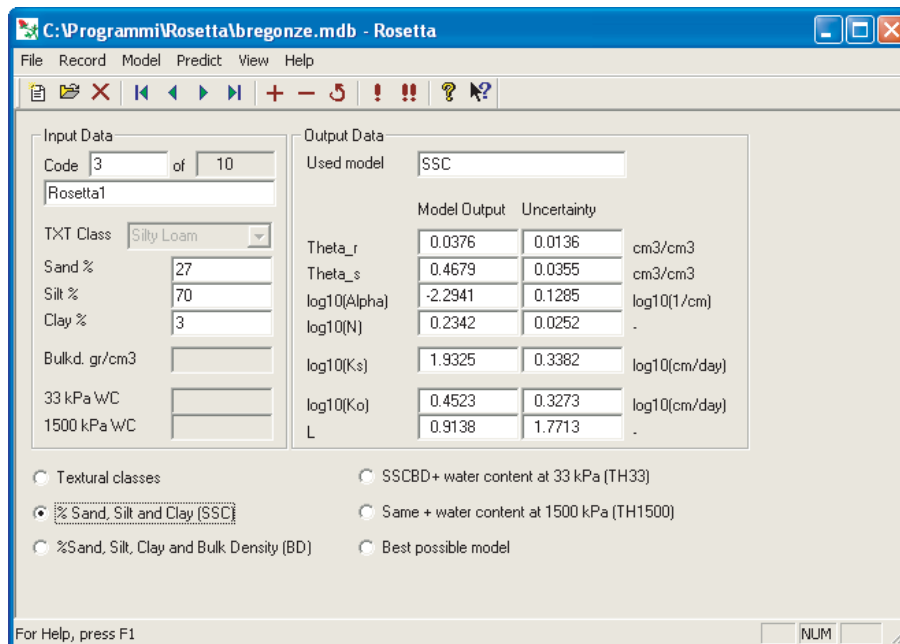 C:\Programmi\Rosetta\bregonze.mdb - Rosetta
File Record Model Predict View Help
Input Data
Code 3 of 10
Rosetta1
TXT Class Silty Loam
Sand % 27
Silt % 70
Clay % 3
Bulkd. gr/cm3
33 kPa WC
1500 kPa WC
Output Data
Used model SSC
Model Output Uncertainty
Theta_r 0.0376 0.0136 cm3/cm3
Theta_s 0.4679 0.0355 cm3/cm3
log10(Alpha) -2.2941 0.1285 log10(1/cm)
log10(N) 0.2342 0.0252 -
log10(Ks) 1.9325 0.3382 log10(cm/day)
log10(Ko) 0.4523 0.3273 log10(cm/day)
L 0.9138 1.7713 -
Textural classes
% Sand, Silt and Clay (SSC)
%Sand, Silt, Clay and Bulk Density (BD)
SSCBD+ water content at 33 kPa (TH33)
Same + water content at 1500 kPa (TH1500)
Best possible model
For Help, press F1
NUM